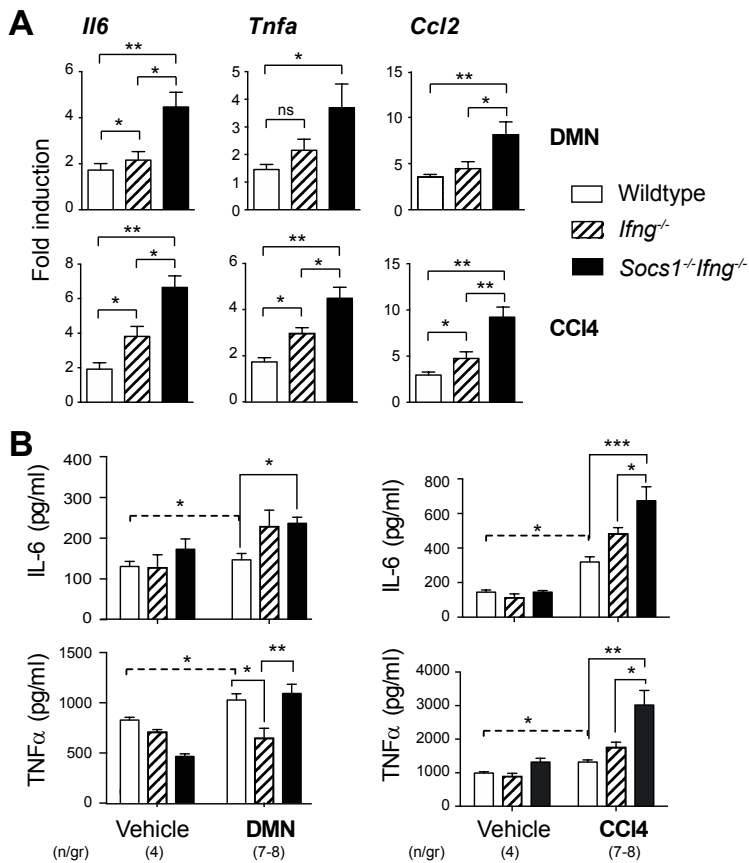 A
Il6 Tnfa Ccl2
Fold induction
** * *
6 4 2 0
* ns *
5 4 3 2 1 0
** *
15 10 5 0
DMN
Wildtype
Ifng-/-
Socs1-/-Ifng-/-
** * *
8 6 4 2 0
** * *
6 4 2 0
** ** *
15 10 5 0
CCl4
B
IL-6 (pg/ml)
400 300 200 100 0
* *
IL-6 (pg/ml)
800 600 400 200 0
*** * *
TNFα (pg/ml)
1500 1000 500 0
* * **
TNFα (pg/ml)
4000 3000 2000 1000 0
** * *
Vehicle DMN Vehicle CCl4
(n/gr) (4) (7-8) (n/gr) (4) (7-8)